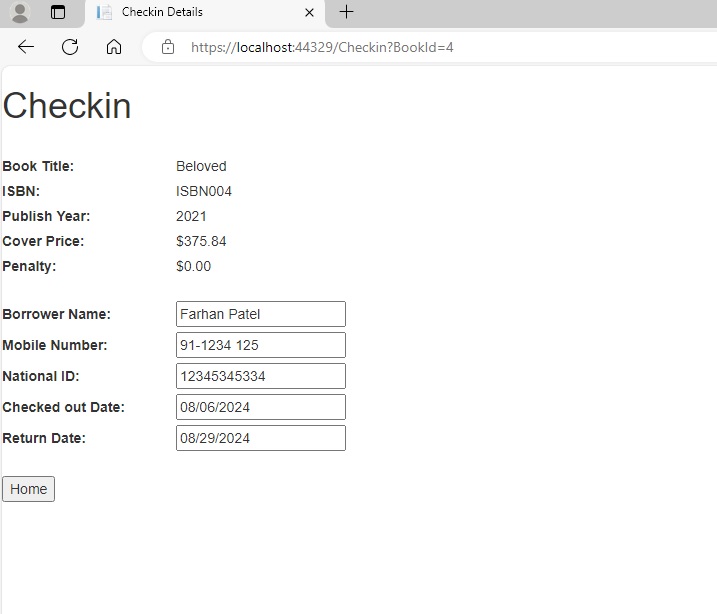 Checkin Details
https://localhost:44329/Checkin?BookId=4
Checkin
Book Title: Beloved
ISBN: ISBN004
Publish Year: 2021
Cover Price: $375.84
Penalty: $0.00
Borrower Name: Farhan Patel
Mobile Number: 91-1234 125
National ID: 12345345334
Checked out Date: 08/06/2024
Return Date: 08/29/2024
Home